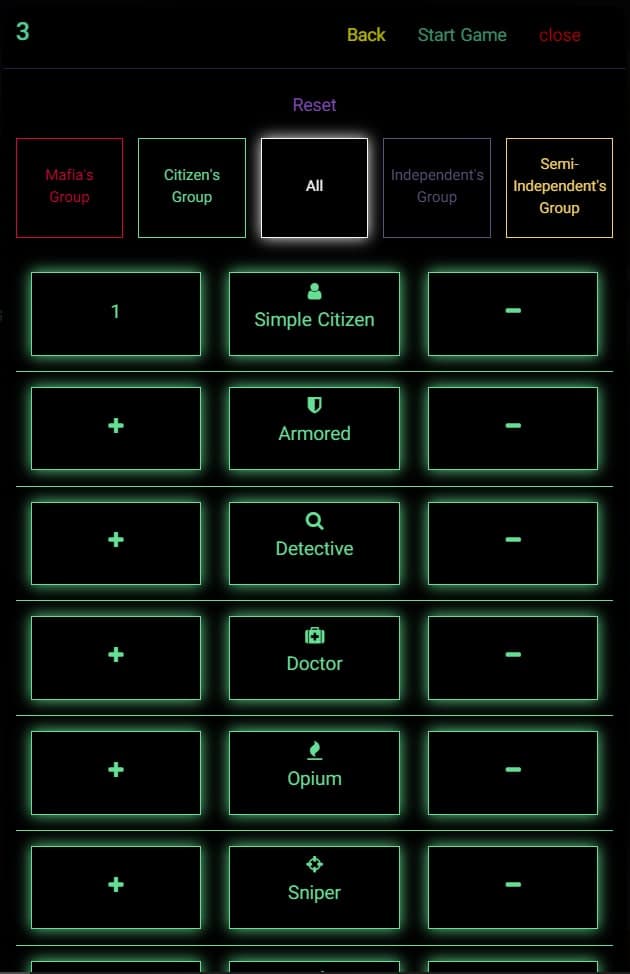 3
Back Start Game close
Reset
Mafia's
Group
Citizen's
Group
All
Independent's
Group
Semi-
Independent's
Group
1
Simple Citizen
Armored
Detective
Doctor
Opium
Sniper